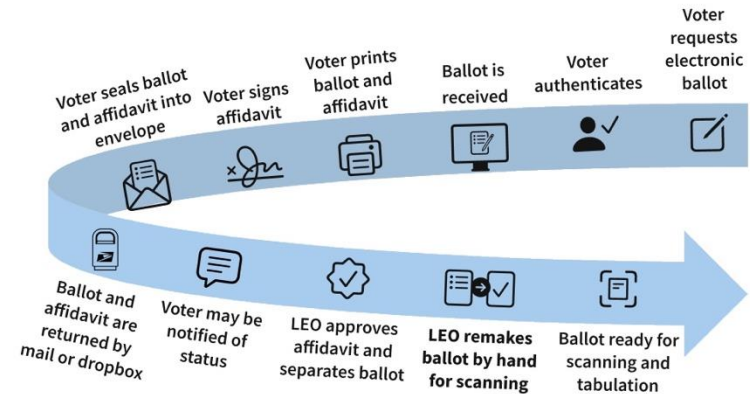 Voter
requests
electronic
ballot
Voter
authenticates
Ballot is
received
Voter prints
ballot and
affidavit
Voter signs
affidavit
Voter seals ballot
and affidavit into
envelope
Ballot and
affidavit are
returned by
mail or dropbox
Voter may be
notified of
status
LEO approves
affidavit and
separates ballot
LEO remakes
ballot by hand
for scanning
Ballot ready for
scanning and
tabulation